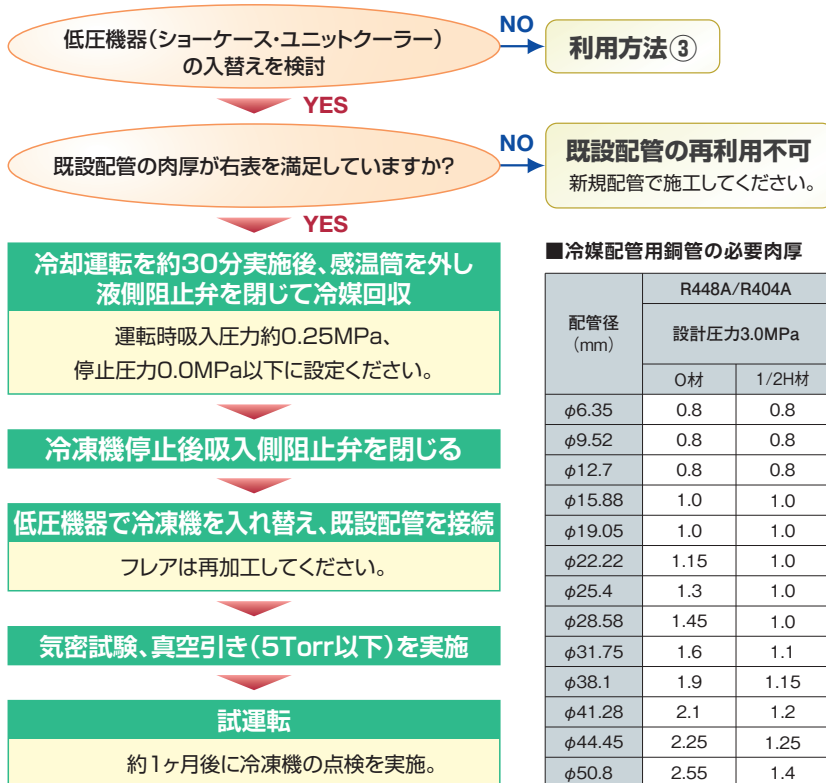 低圧機器(ショーケース・ユニットクーラー)
の入替えを検討
NO
利用方法③
YES
既設配管の肉厚が右表を満足していますか?
NO
既設配管の再利用不可
新規配管で施工してください。
YES
冷却運転を約30分実施後、感温筒を外し
液側阻止弁を閉じて冷媒回収
運転時吸入圧力約0.25MPa、
停止圧力0.0MPa以下に設定ください。
冷凍機停止後吸入側阻止弁を閉じる
低圧機器で冷凍機を入れ替え、既設配管を接続
フレアは再加工してください。
気密試験、真空引き(5Torr以下)を実施
試運転
約1ヶ月後に冷凍機の点検を実施。
■冷媒配管用銅管の必要肉厚
配管径
(mm)
R448A/R404A
設計圧力3.0MPa
O材 1/2H材
φ6.35 0.8 0.8
φ9.52 0.8 0.8
φ12.7 0.8 0.8
φ15.88 1.0 1.0
φ19.05 1.0 1.0
φ22.22 1.15 1.0
φ25.4 1.3 1.0
φ28.58 1.45 1.0
φ31.75 1.6 1.1
φ38.1 1.9 1.15
φ41.28 2.1 1.2
φ44.45 2.25 1.25
φ50.8 2.55 1.4